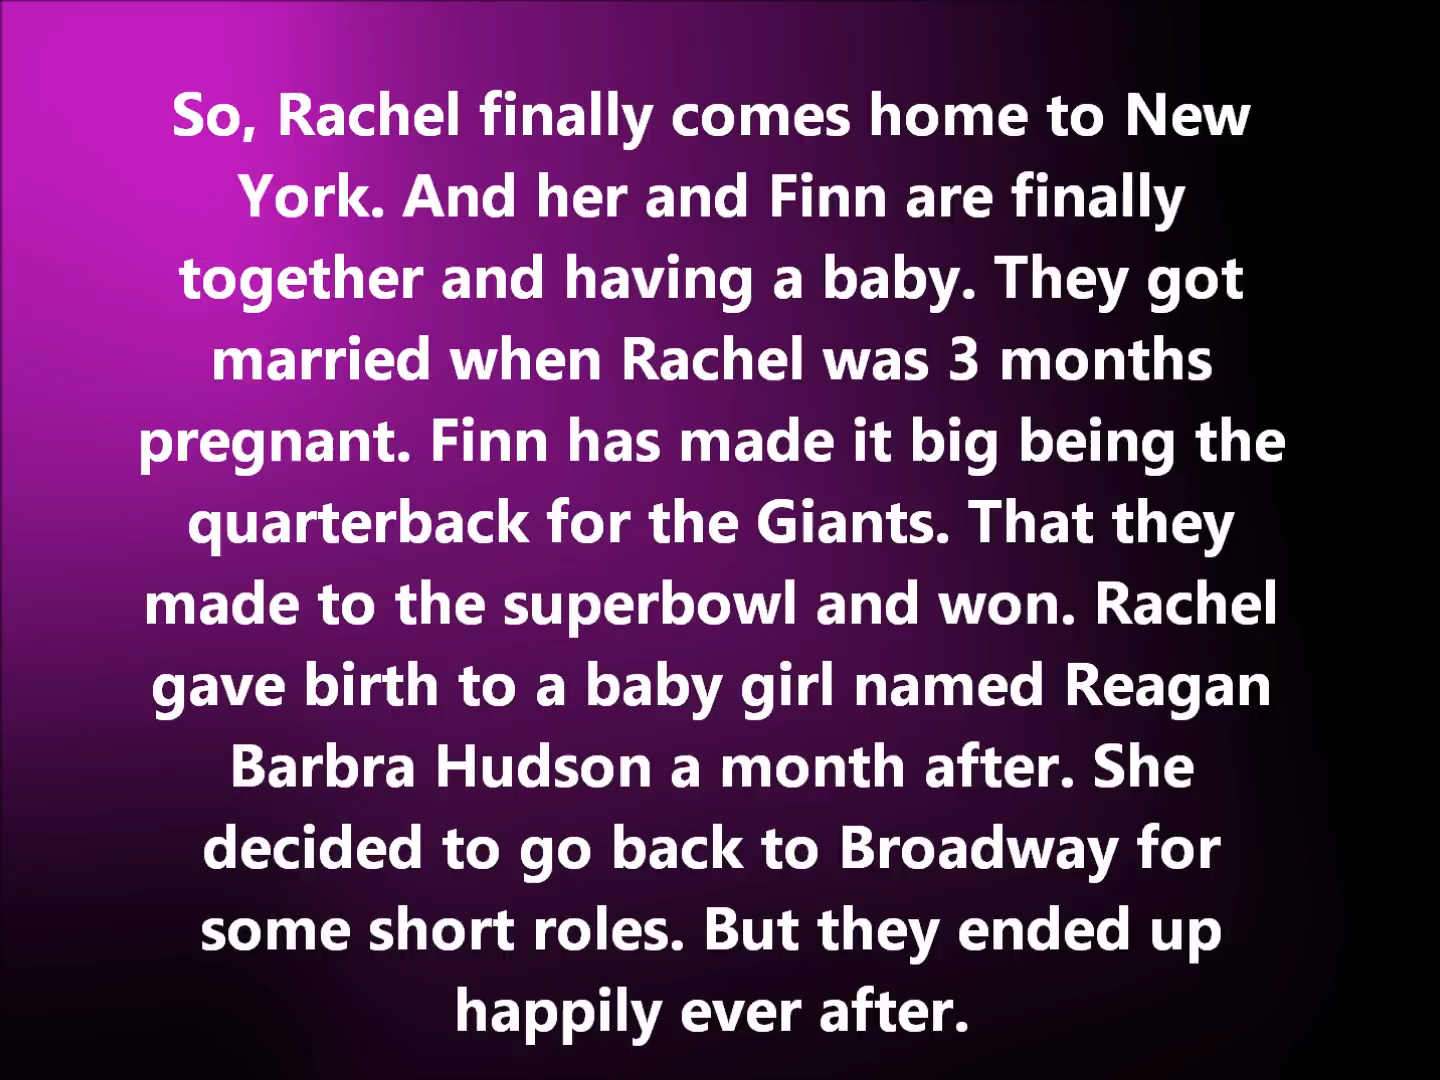 So, Rachel finally comes home to New
York. And her and Finn are finally
together and having a baby. They got
married when Rachel was 3 months
pregnant. Finn has made it big being the
quarterback for the Giants. That they
made to the superbowl and won. Rachel
gave birth to a baby girl named Reagan
Barbra Hudson a month after. She
decided to go back to Broadway for
some short roles. But they ended up
happily ever after.